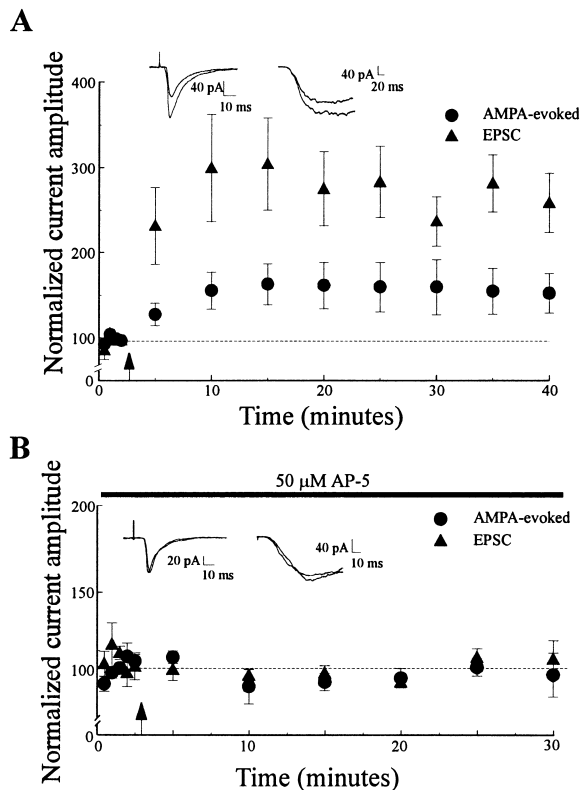 A
Normalized current amplitude
400
300
200
100
0
40 pA
10 ms
40 pA
20 ms
AMPA-evoked
EPSC
0 10 20 30 40
Time (minutes)
B
50 μM AP-5
Normalized current amplitude
200
150
100
0
20 pA
10 ms
40 pA
10 ms
AMPA-evoked
EPSC
0 10 20 30
Time (minutes)